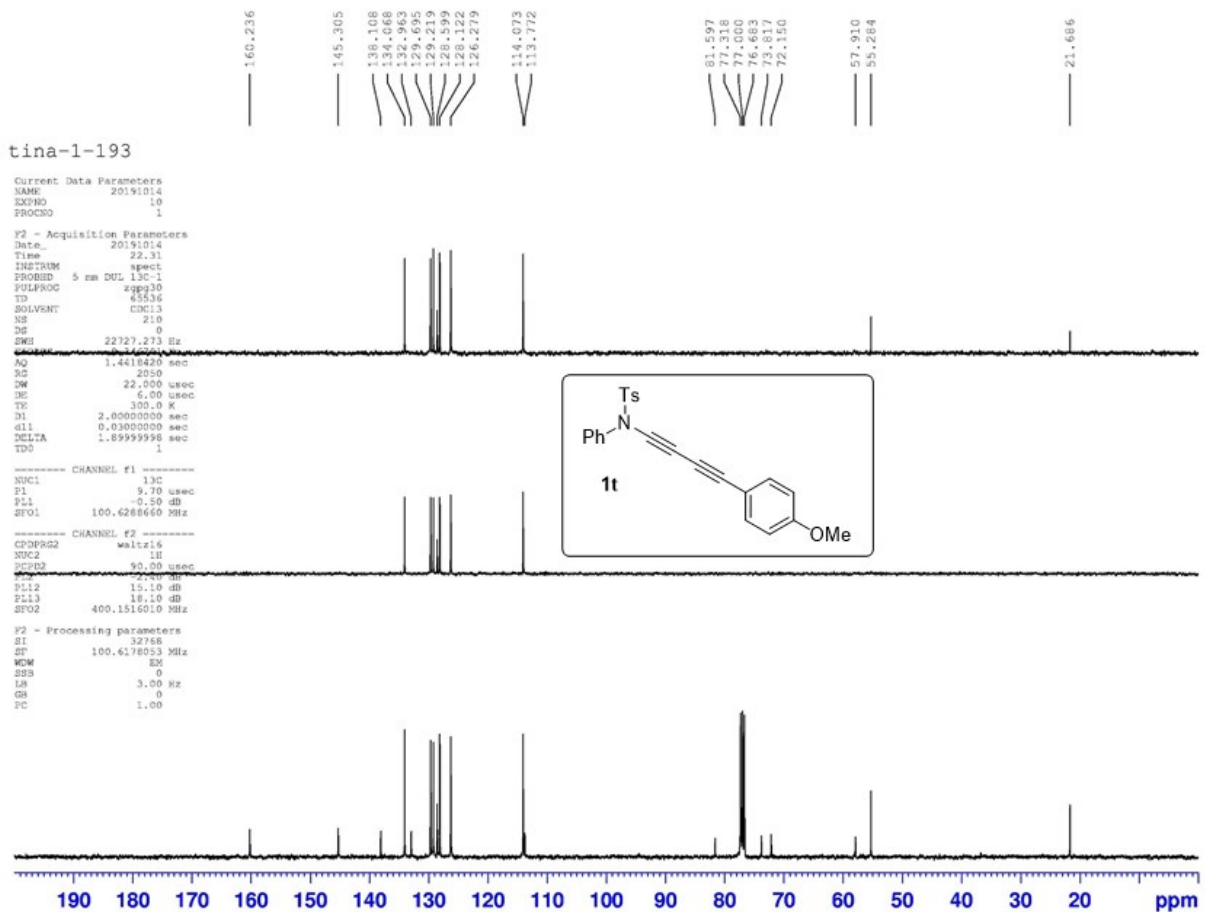 160.236
145.305
138.108
134.068
132.963
129.695
129.219
128.599
128.122
126.279
114.073
113.772
81.597
77.318
77.000
76.683
73.817
72.150
57.910
55.284
21.686
tina-1-193
Current Data Parameters
NAME 20191014
EXPNO 10
PROCNO 1
F2 - Acquisition Parameters
Date_ 20191014
Time 22.31
INSTRUM spect
PROBHD 5 mm DUL 13C-1
PULPROG zgpg30
TD 65536
SOLVENT CDCl3
NS 210
DS 0
SWH 22727.273 Hz
AQ 1.4418420 sec
RG 2050
DW 22.000 usec
DE 6.00 usec
TE 300.0 K
D1 2.00000000 sec
d11 0.03000000 sec
DELTA 1.89999998 sec
TD0 1
======== CHANNEL f1 ========
NUC1 13C
P1 9.70 usec
PL1 -0.50 dB
SFO1 100.6288660 MHz
======== CHANNEL f2 ========
CPDPRG2 waltz16
NUC2 1H
PCPD2 90.00 usec
PL2 -2.40 dB
PL12 15.10 dB
PL13 18.10 dB
SFO2 400.1516010 MHz
F2 - Processing parameters
SI 32768
SF 100.6178053 MHz
WDW EM
SSB 0
LB 3.00 Hz
GB 0
PC 1.00
Ts
N
Ph
1t
OMe
190 180 170 160 150 140 130 120 110 100 90 80 70 60 50 40 30 20 ppm